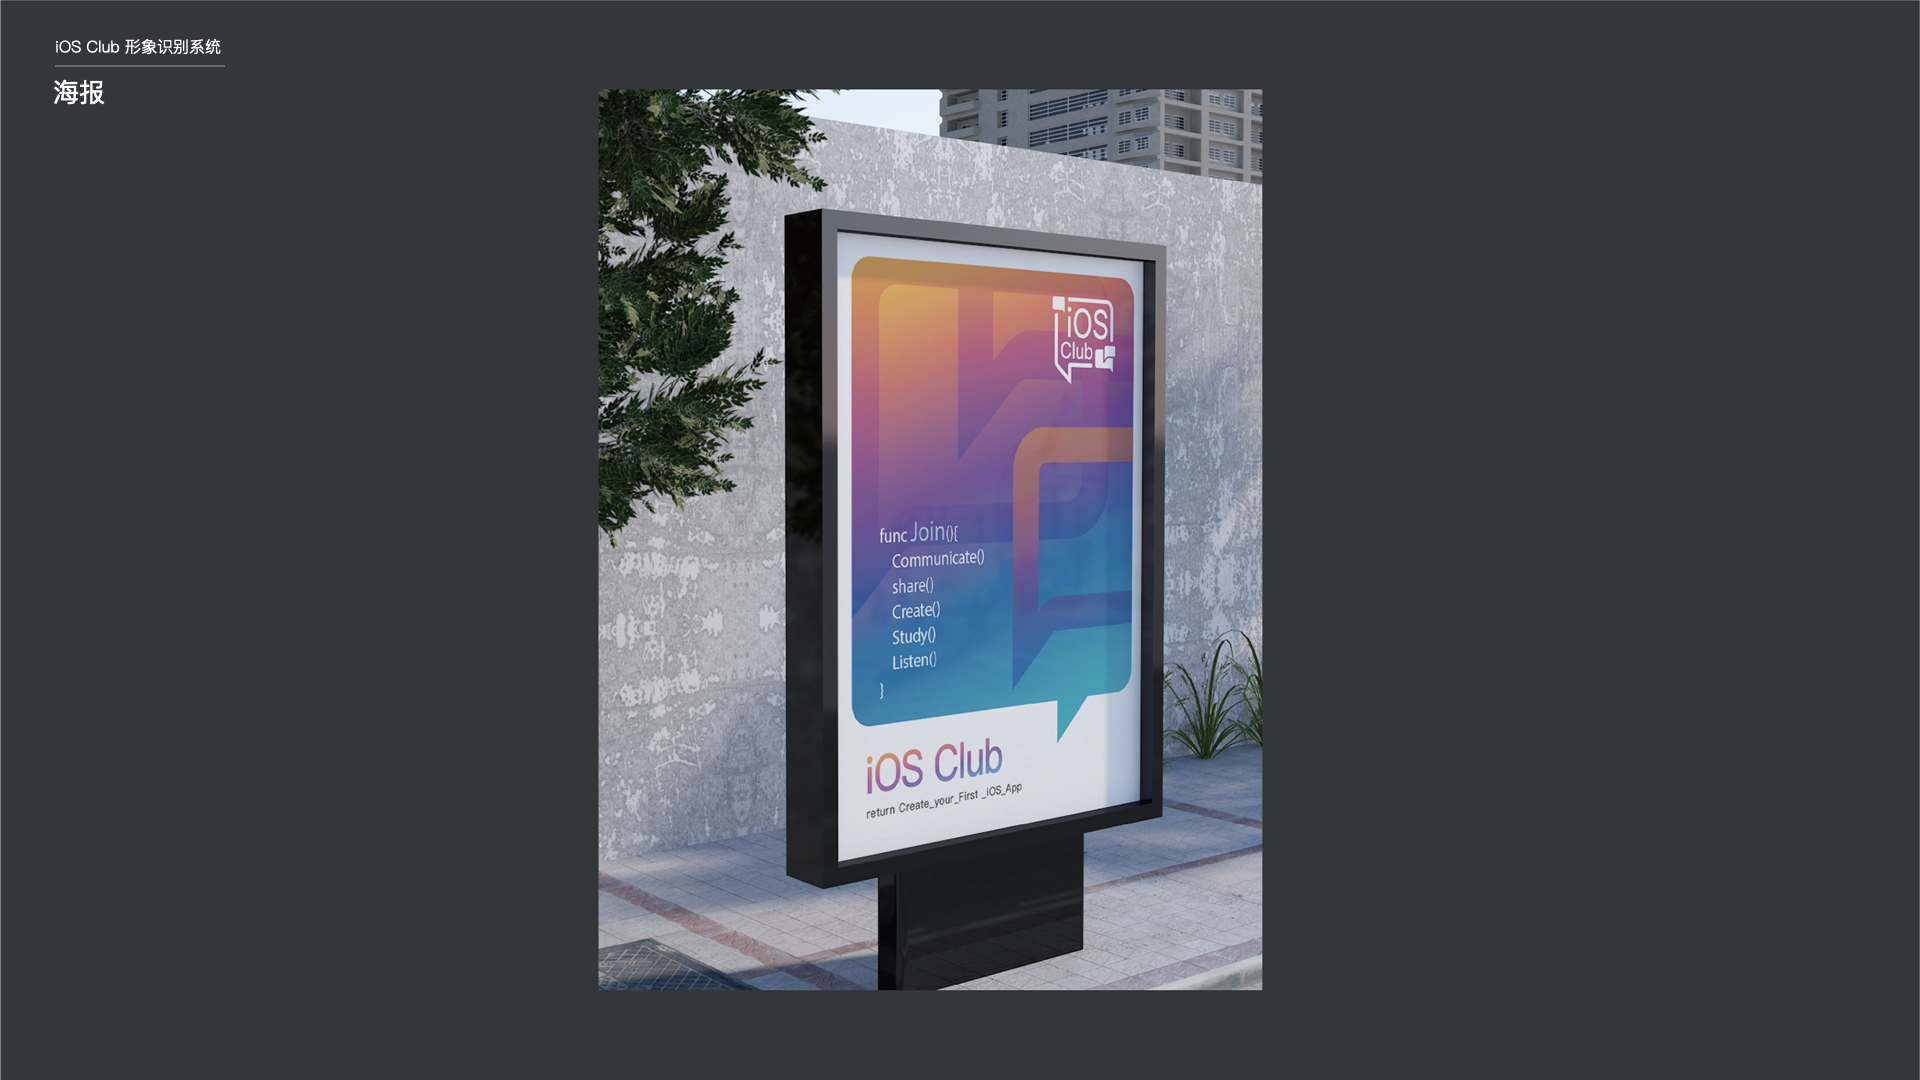 iOS Club 形象识别系统
海报
iOS
Club
func Join(){
Communicate()
share()
Create()
Study()
Listen()
}
iOS Club
return Create_your_First _iOS_App